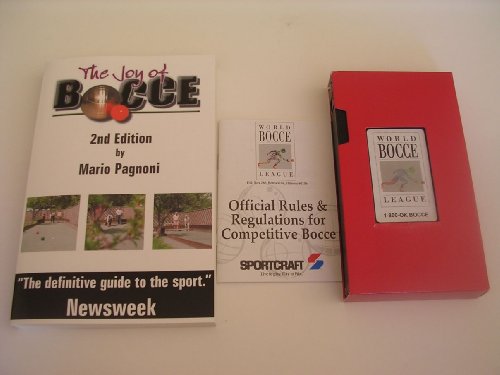 The Joy of
BOCCE
2nd Edition
by
Mario Pagnoni
"The definitive guide to the sport."
Newsweek
WORLD
BOCCE
LEAGUE
Official Rules &
Regulations for
Competitive Bocce
SPORTCRAFT
WORLD
BOCCE
LEAGUE
1-800-OK BOCCE